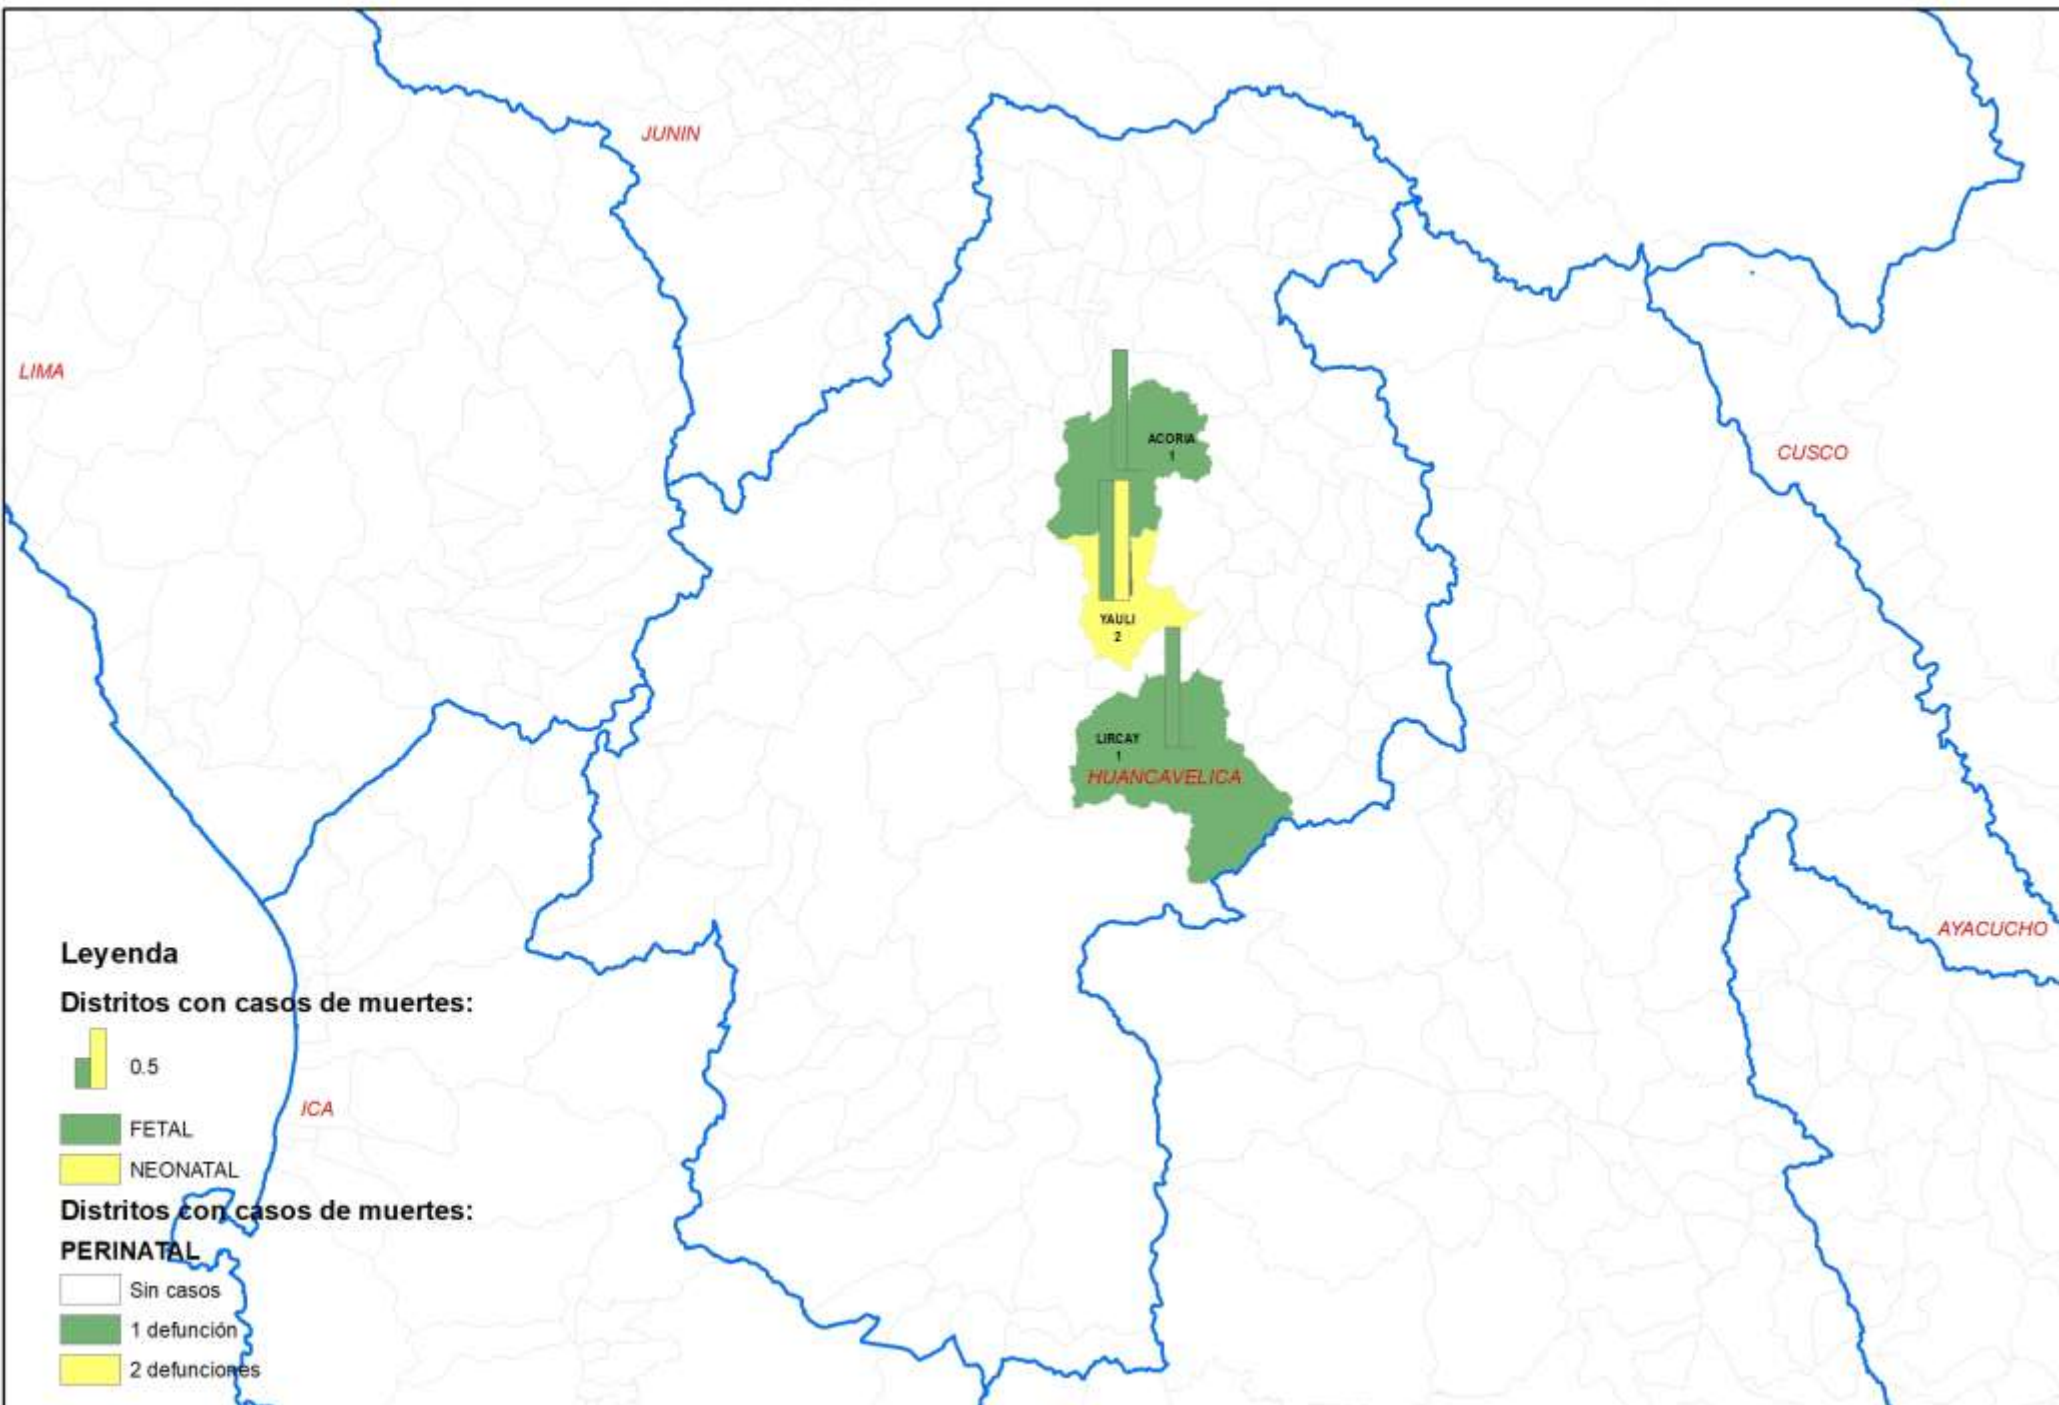 JUNIN
LIMA
ACORIA
1
CUSCO
YAULI
2
LIRCAY
1
HUANCAVELICA
AYACUCHO
ICA
Leyenda
Distritos con casos de muertes:
0.5
FETAL
NEONATAL
Distritos con casos de muertes:
PERINATAL
Sin casos
1 defunción
2 defunciones